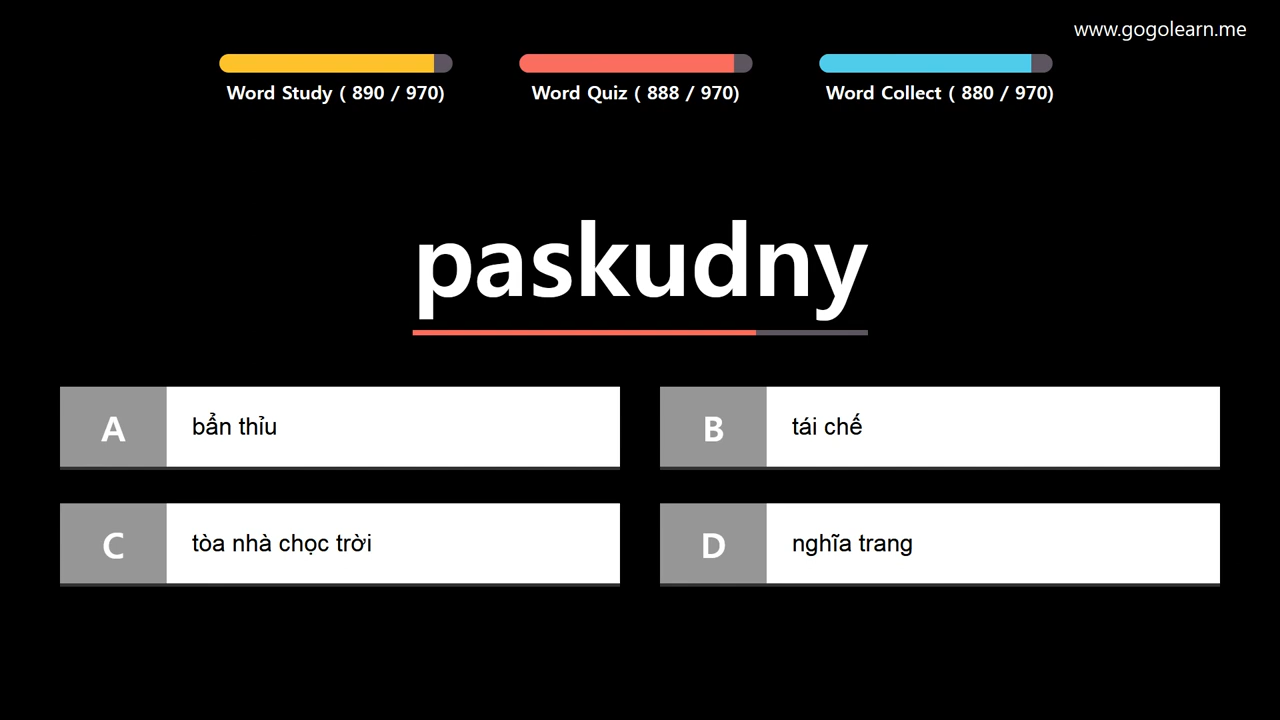 www.gogolearn.me
Word Study ( 890 / 970)
Word Quiz ( 888 / 970)
Word Collect ( 880 / 970)
paskudny
A
bẩn thỉu
B
tái chế
C
tòa nhà chọc trời
D
nghĩa trang